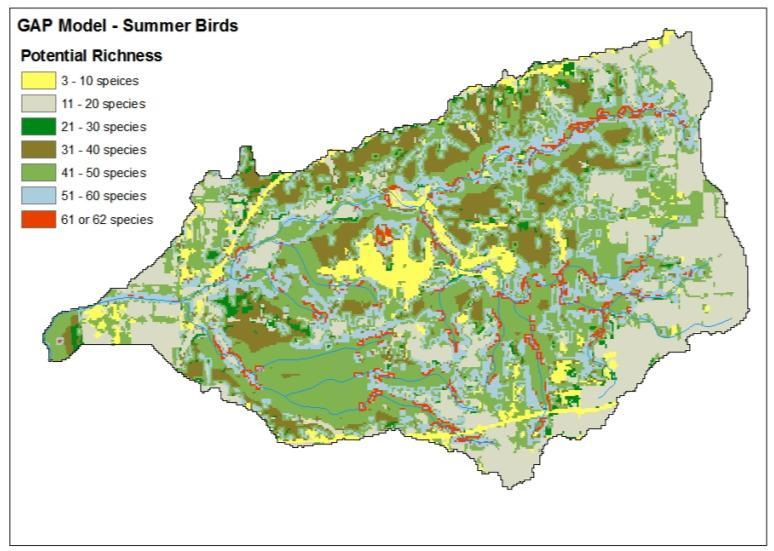 GAP Model - Summer Birds
Potential Richness
3 - 10 speices
11 - 20 species
21 - 30 species
31 - 40 species
41 - 50 species
51 - 60 species
61 or 62 species